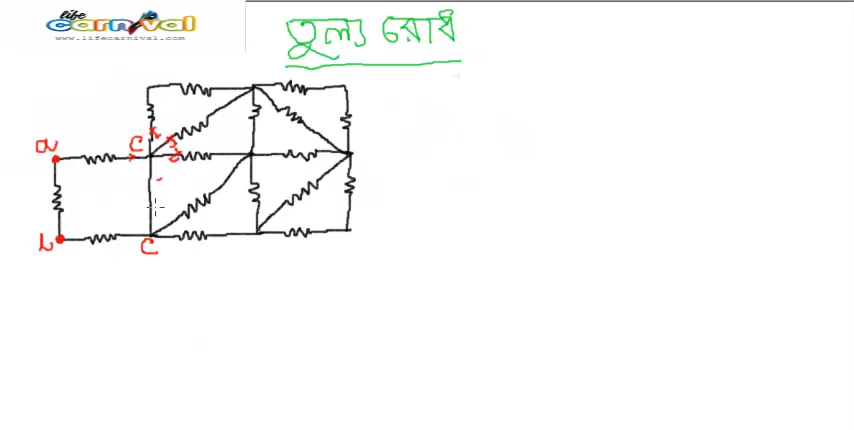 life
carnival
www.lifecarnival.com
তুল্য রোধ
a
C
b
C